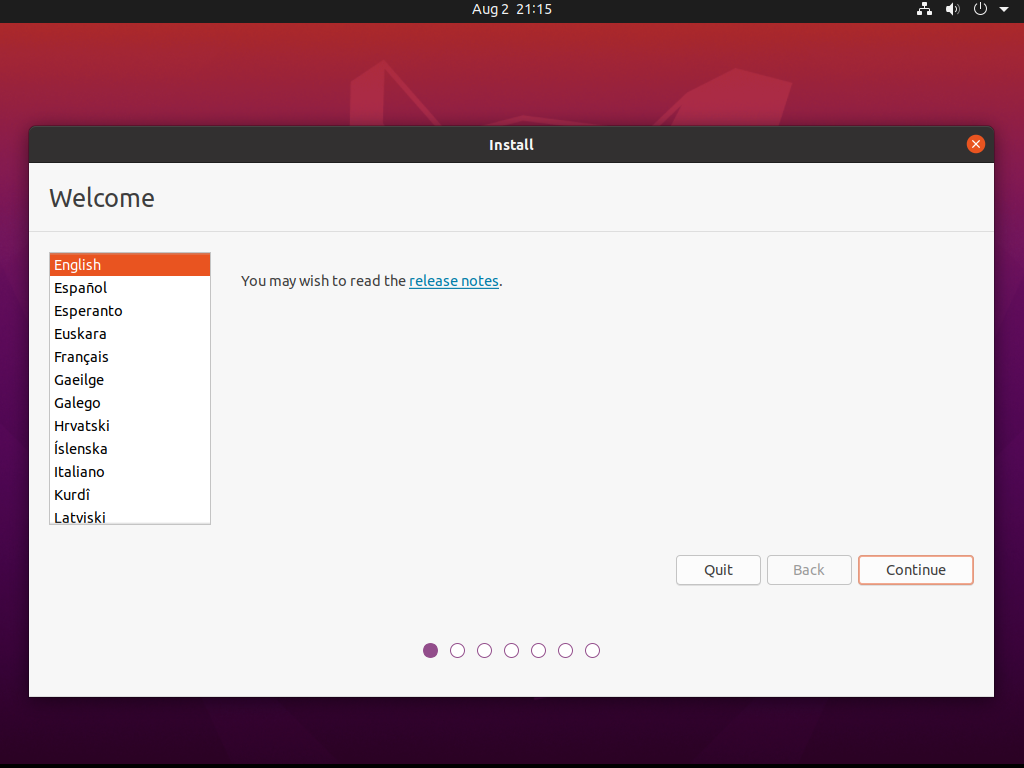 Aug 2 21:15
Install
Welcome
English
Español
Esperanto
Euskara
Français
Gaeilge
Galego
Hrvatski
Íslenska
Italiano
Kurdî
Latviski
You may wish to read the release notes.
Quit
Back
Continue